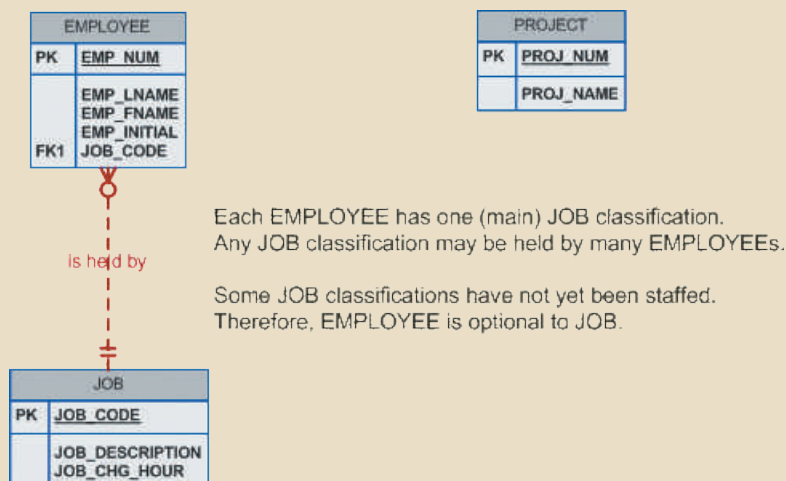 EMPLOYEE
PK EMP_NUM
EMP_LNAME
EMP_FNAME
EMP_INITIAL
FK1 JOB_CODE
PROJECT
PK PROJ_NUM
PROJ_NAME
Each EMPLOYEE has one (main) JOB classification.
Any JOB classification may be held by many EMPLOYEEs.
is held by
Some JOB classifications have not yet been staffed.
Therefore, EMPLOYEE is optional to JOB.
JOB
PK JOB_CODE
JOB_DESCRIPTION
JOB_CHG_HOUR